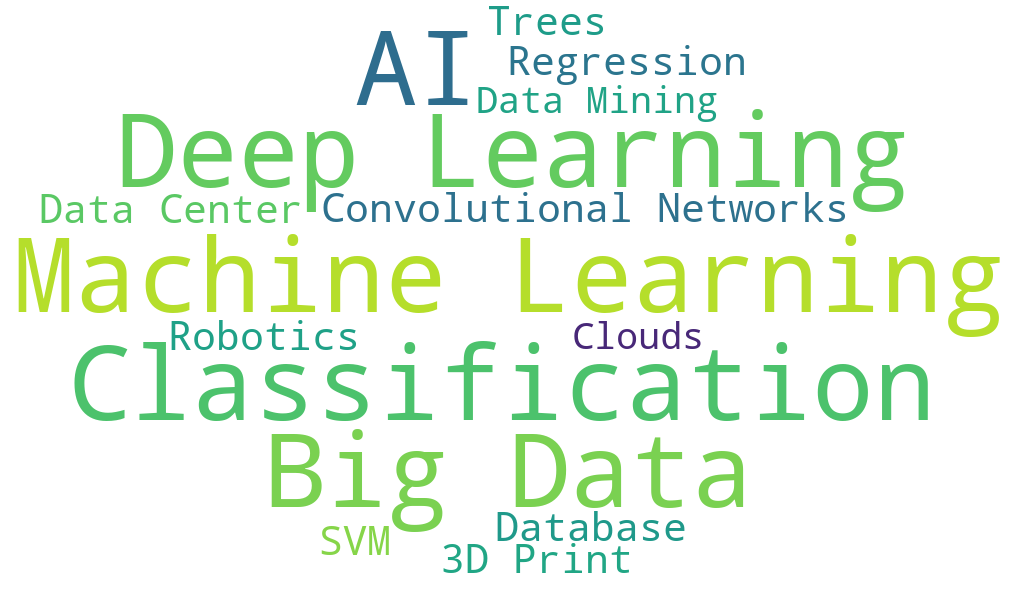 Trees
AI
Regression
Data Mining
Deep Learning
Data Center
Convolutional Networks
Machine Learning
Robotics
Clouds
Classification
Big Data
SVM
Database
3D Print